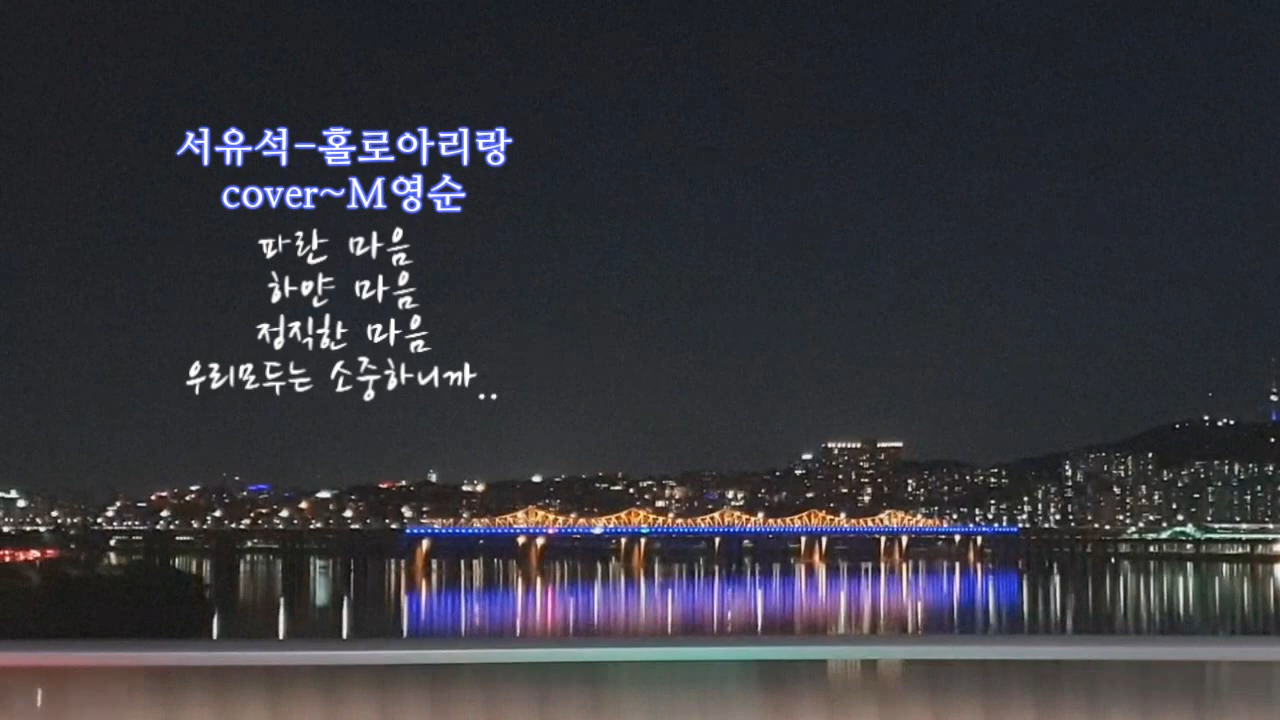 서유석-홀로아리랑
cover~M영순
파란 마음
하얀 마음
정직한 마음
우리모두는 소중하니까..